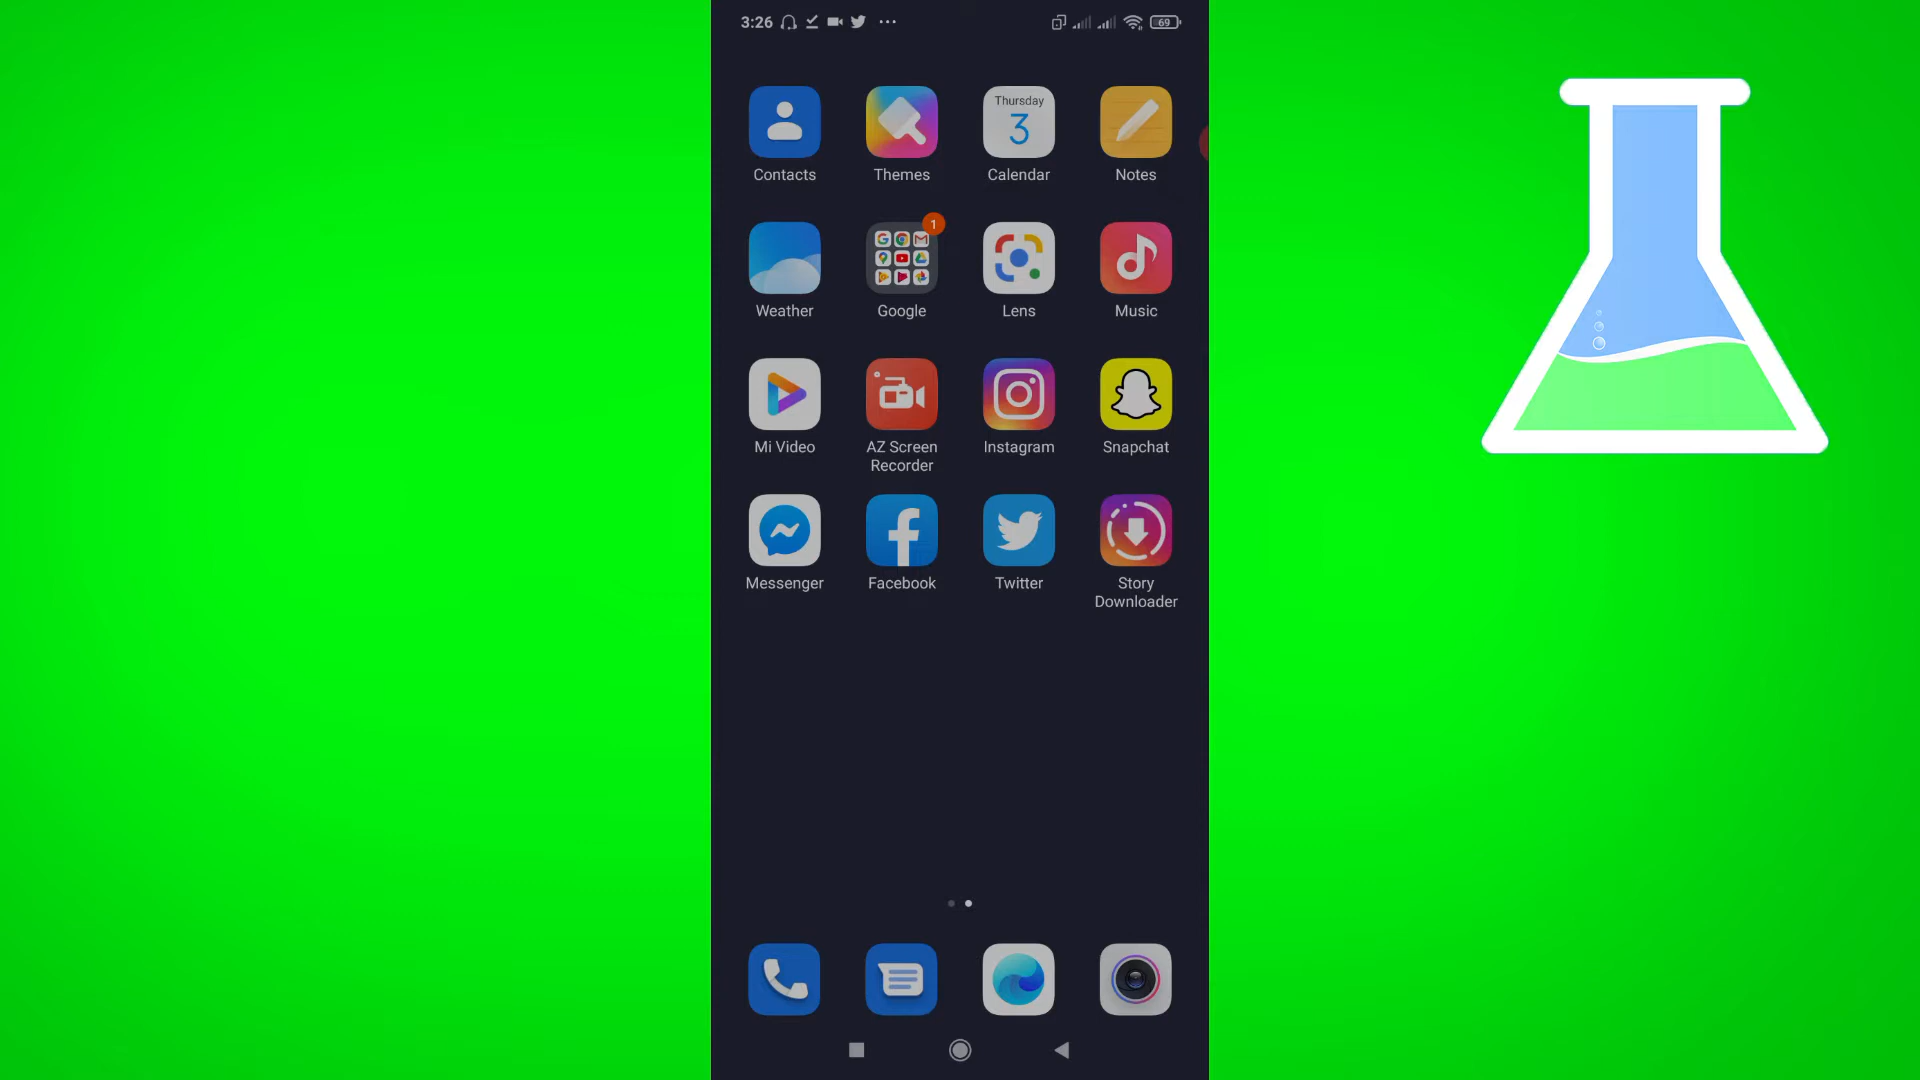 3:26
69
Thursday
3
Contacts
Themes
Calendar
Notes
1
Weather
Google
Lens
Music
Mi Video
AZ Screen
Recorder
Instagram
Snapchat
Messenger
Facebook
Twitter
Story
Downloader